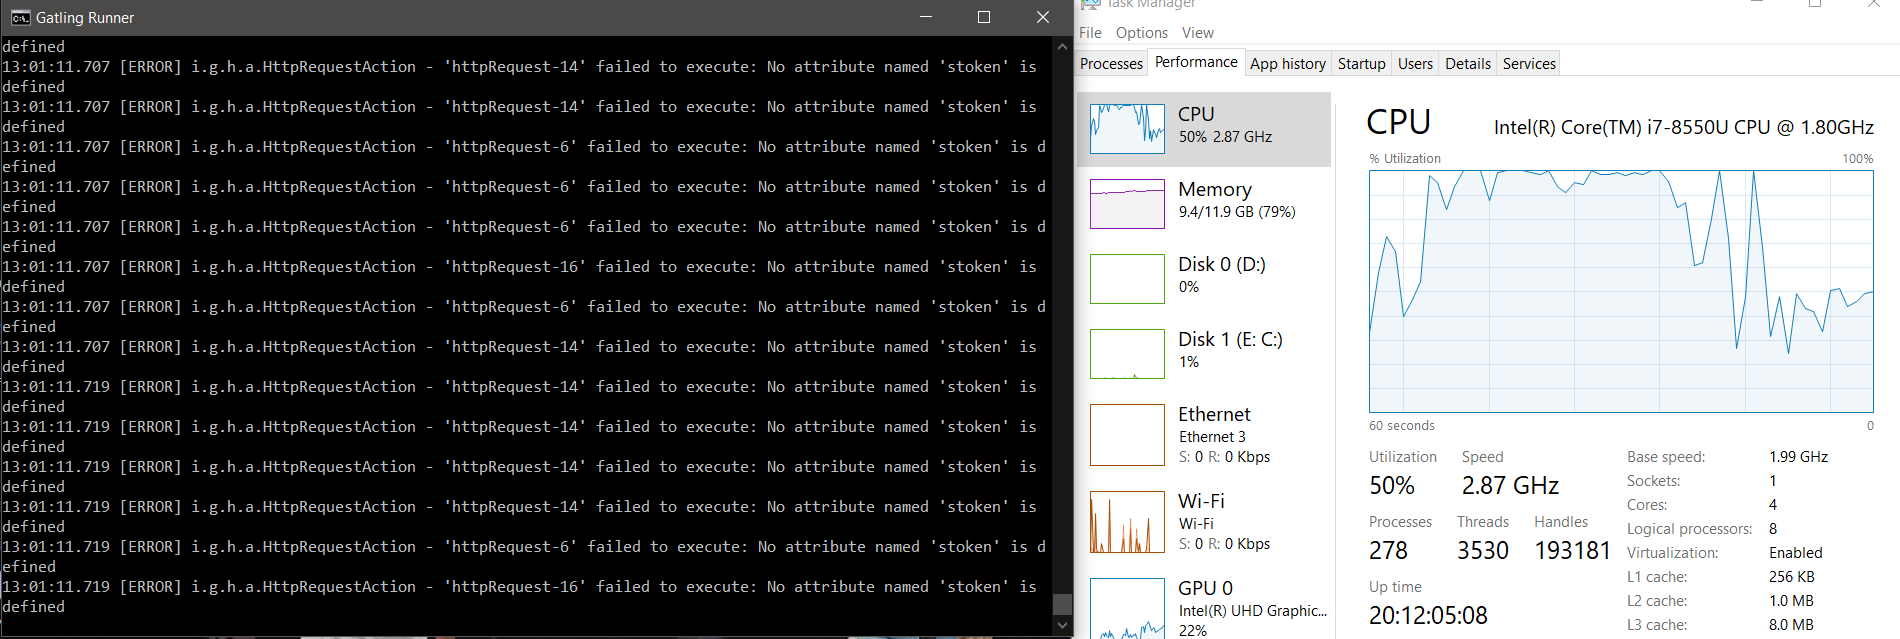 Gatling Runner
defined
13:01:11.707 [ERROR] i.g.h.a.HttpRequestAction - 'httpRequest-14' failed to execute: No attribute named 'stoken' is
defined
13:01:11.707 [ERROR] i.g.h.a.HttpRequestAction - 'httpRequest-14' failed to execute: No attribute named 'stoken' is
defined
13:01:11.707 [ERROR] i.g.h.a.HttpRequestAction - 'httpRequest-6' failed to execute: No attribute named 'stoken' is d
efined
13:01:11.707 [ERROR] i.g.h.a.HttpRequestAction - 'httpRequest-6' failed to execute: No attribute named 'stoken' is d
efined
13:01:11.707 [ERROR] i.g.h.a.HttpRequestAction - 'httpRequest-6' failed to execute: No attribute named 'stoken' is d
efined
13:01:11.707 [ERROR] i.g.h.a.HttpRequestAction - 'httpRequest-16' failed to execute: No attribute named 'stoken' is
defined
13:01:11.707 [ERROR] i.g.h.a.HttpRequestAction - 'httpRequest-6' failed to execute: No attribute named 'stoken' is d
efined
13:01:11.707 [ERROR] i.g.h.a.HttpRequestAction - 'httpRequest-14' failed to execute: No attribute named 'stoken' is
defined
13:01:11.719 [ERROR] i.g.h.a.HttpRequestAction - 'httpRequest-14' failed to execute: No attribute named 'stoken' is
defined
13:01:11.719 [ERROR] i.g.h.a.HttpRequestAction - 'httpRequest-14' failed to execute: No attribute named 'stoken' is
defined
13:01:11.719 [ERROR] i.g.h.a.HttpRequestAction - 'httpRequest-14' failed to execute: No attribute named 'stoken' is
defined
13:01:11.719 [ERROR] i.g.h.a.HttpRequestAction - 'httpRequest-14' failed to execute: No attribute named 'stoken' is
defined
13:01:11.719 [ERROR] i.g.h.a.HttpRequestAction - 'httpRequest-6' failed to execute: No attribute named 'stoken' is d
efined
13:01:11.719 [ERROR] i.g.h.a.HttpRequestAction - 'httpRequest-16' failed to execute: No attribute named 'stoken' is
defined
Task Manager
File Options View
Processes Performance App history Startup Users Details Services
CPU
50% 2.87 GHz
Memory
9.4/11.9 GB (79%)
Disk 0 (D:)
0%
Disk 1 (E: C:)
1%
Ethernet
Ethernet 3
S: 0 R: 0 Kbps
Wi-Fi
Wi-Fi
S: 0 R: 0 Kbps
GPU 0
Intel(R) UHD Graphic...
22%
CPU Intel(R) Core(TM) i7-8550U CPU @ 1.80GHz
% Utilization 100%
60 seconds 0
Utilization Speed
50% 2.87 GHz
Processes Threads Handles
278 3530 193181
Up time
20:12:05:08
Base speed: 1.99 GHz
Sockets: 1
Cores: 4
Logical processors: 8
Virtualization: Enabled
L1 cache: 256 KB
L2 cache: 1.0 MB
L3 cache: 8.0 MB